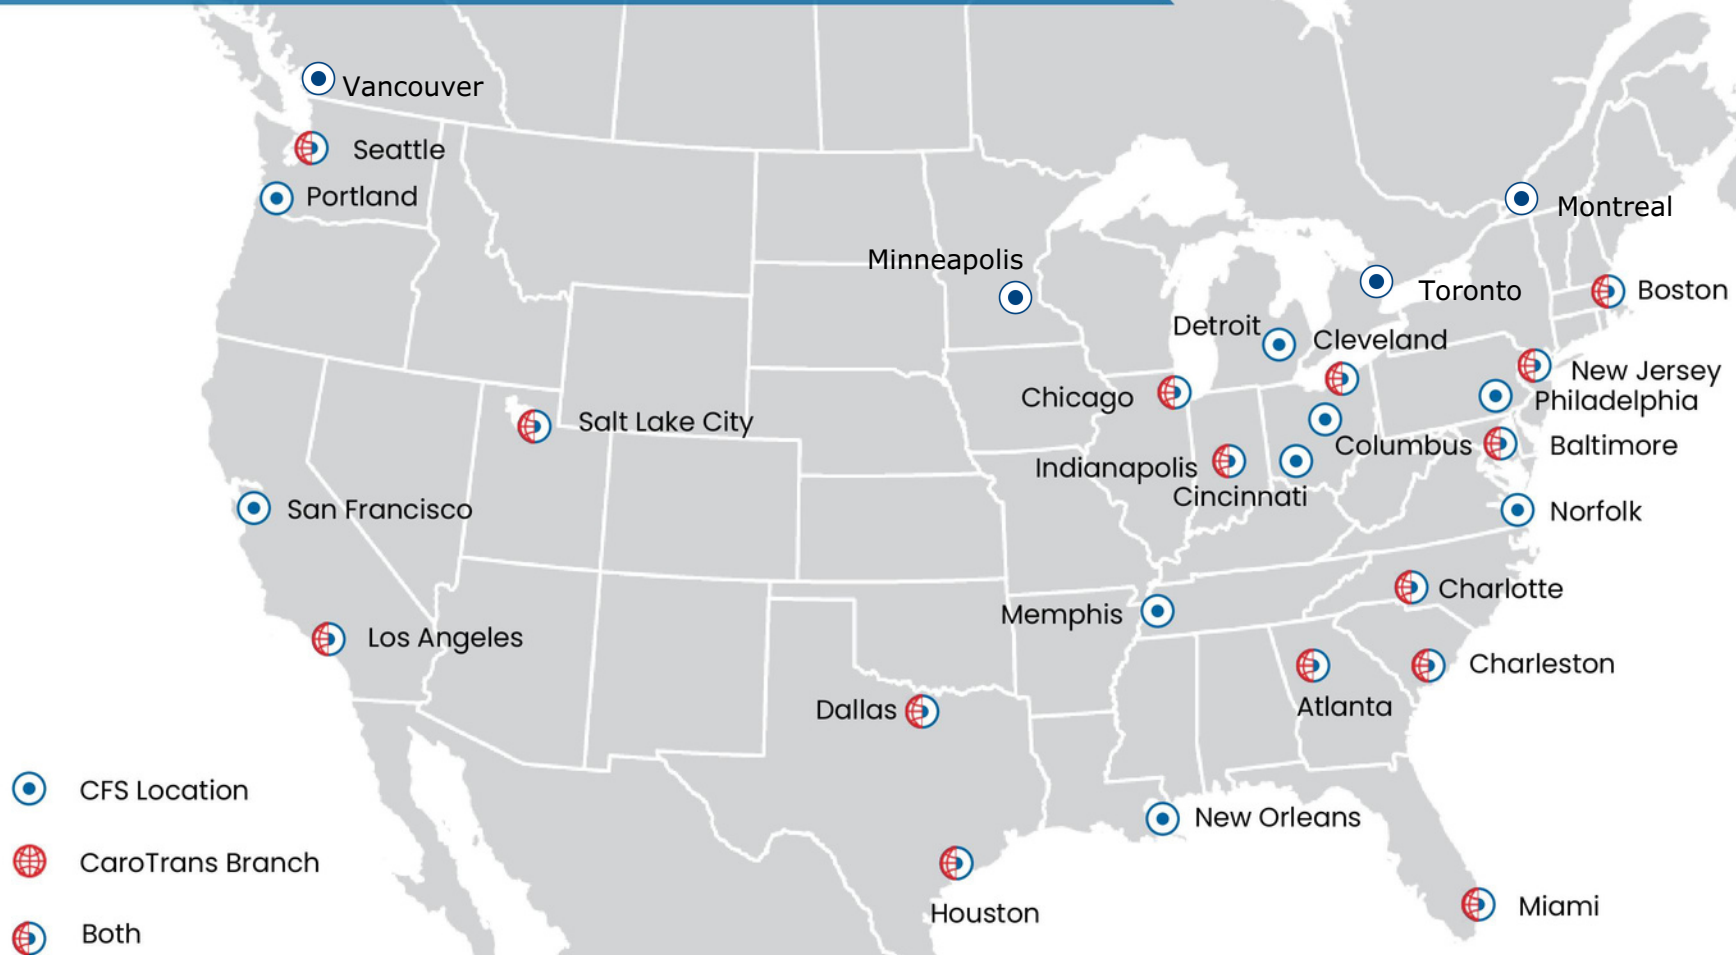 Vancouver
Seattle
Portland
Montreal
Minneapolis
Toronto
Boston
Detroit
Cleveland
New Jersey
Chicago
Philadelphia
Salt Lake City
Columbus
Baltimore
Indianapolis
Cincinnati
San Francisco
Norfolk
Charlotte
Memphis
Los Angeles
Charleston
Dallas
Atlanta
CFS Location
New Orleans
CaroTrans Branch
Houston
Miami
Both